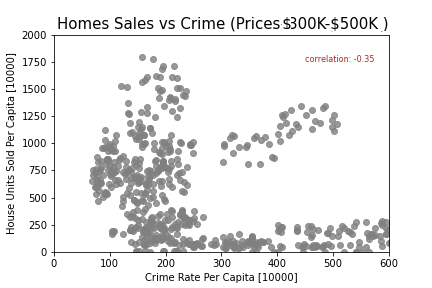 Homes Sales vs Crime (Prices $300K-$500K )
2000
1750
1500
1250
1000
750
500
250
0
House Units Sold Per Capita [10000]
correlation: -0.35
0 100 200 300 400 500 600
Crime Rate Per Capita [10000]